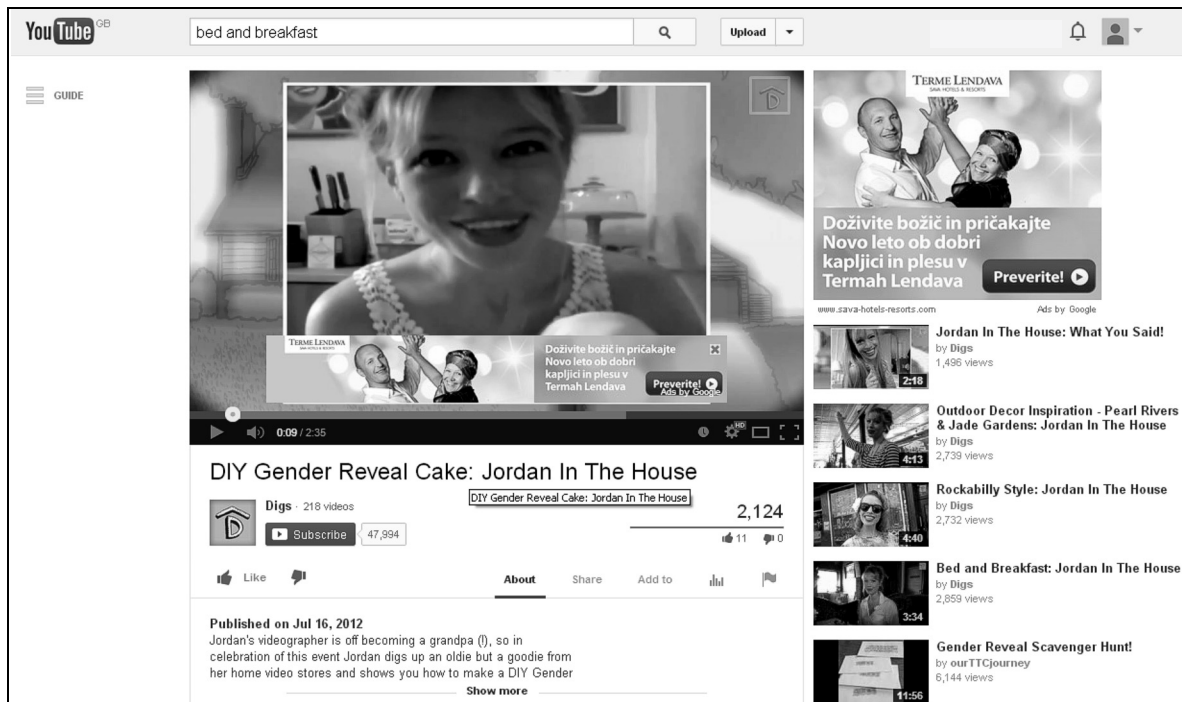 YouTube GB
bed and breakfast
Upload
GUIDE
TERME LENDAVA
SAVA HOTELS & RESORTS
Doživite božič in pričakajte
Novo leto ob dobri
kapljici in plesu v
Termah Lendava
Preverite!
Ads by Google
0:09 / 2:35
HD
DIY Gender Reveal Cake: Jordan In The House
DIY Gender Reveal Cake: Jordan In The House
Digs · 218 videos
Subscribe
47,994
2,124
11
0
Like
About
Share
Add to
Published on Jul 16, 2012
Jordan's videographer is off becoming a grandpa (!), so in
celebration of this event Jordan digs up an oldie but a goodie from
her home video stores and shows you how to make a DIY Gender
Show more
TERME LENDAVA
SAVA HOTELS & RESORTS
Doživite božič in pričakajte
Novo leto ob dobri
kapljici in plesu v
Termah Lendava
Preverite!
www.sava-hotels-resorts.com
Ads by Google
Jordan In The House: What You Said!
by Digs
1,496 views
2:18
Outdoor Decor Inspiration - Pearl Rivers
& Jade Gardens: Jordan In The House
by Digs
2,739 views
4:13
Rockabilly Style: Jordan In The House
by Digs
2,732 views
4:40
Bed and Breakfast: Jordan In The House
by Digs
2,859 views
3:34
Gender Reveal Scavenger Hunt!
by ourTTCjourney
6,144 views
11:56